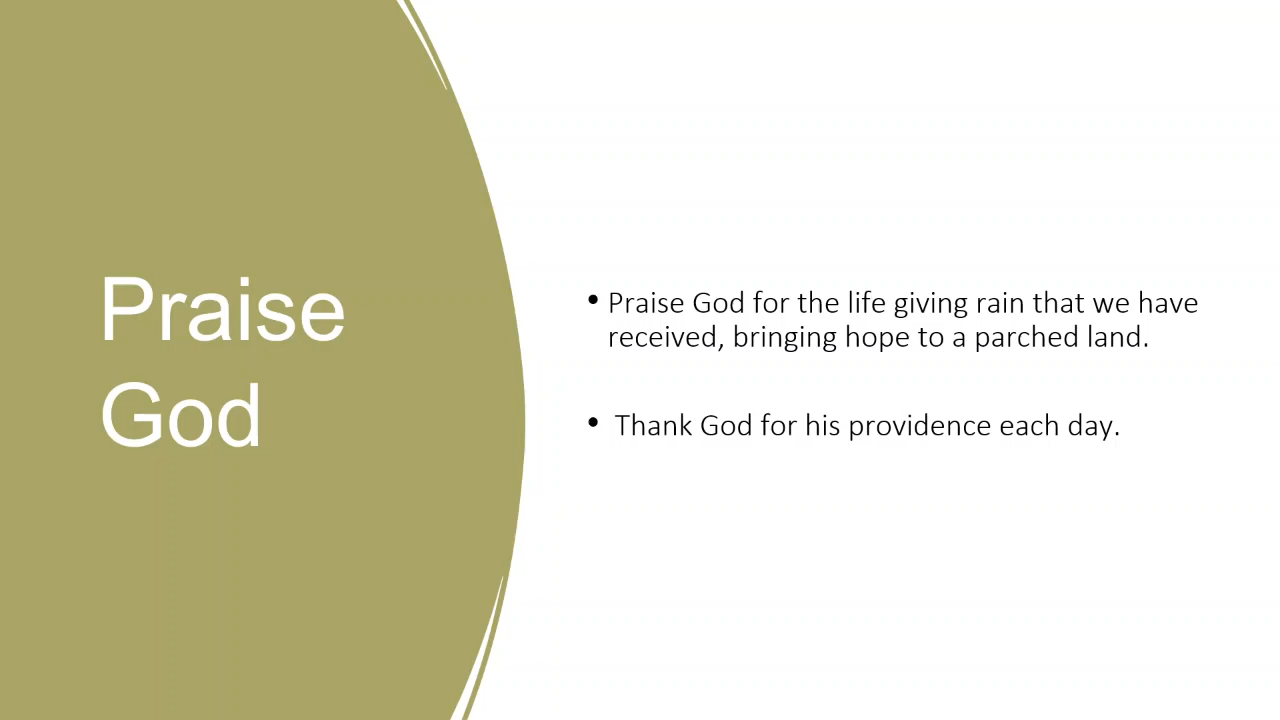 Praise
God
• Praise God for the life giving rain that we have
received, bringing hope to a parched land.
• Thank God for his providence each day.